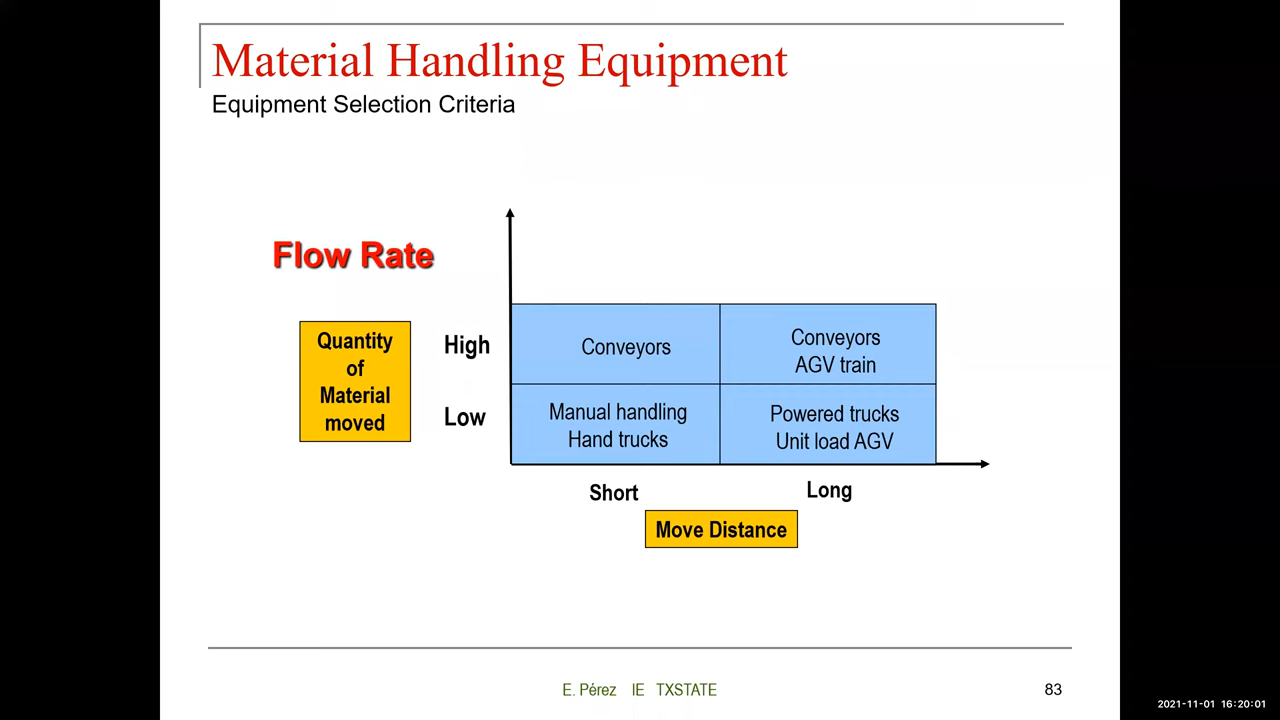 Material Handling Equipment
Equipment Selection Criteria
Flow Rate
Quantity
of
Material
moved
High
Low
Conveyors
Conveyors
AGV train
Manual handling
Hand trucks
Powered trucks
Unit load AGV
Short
Long
Move Distance
E. Pérez IE TXSTATE
83
2021-11-01 16:20:01